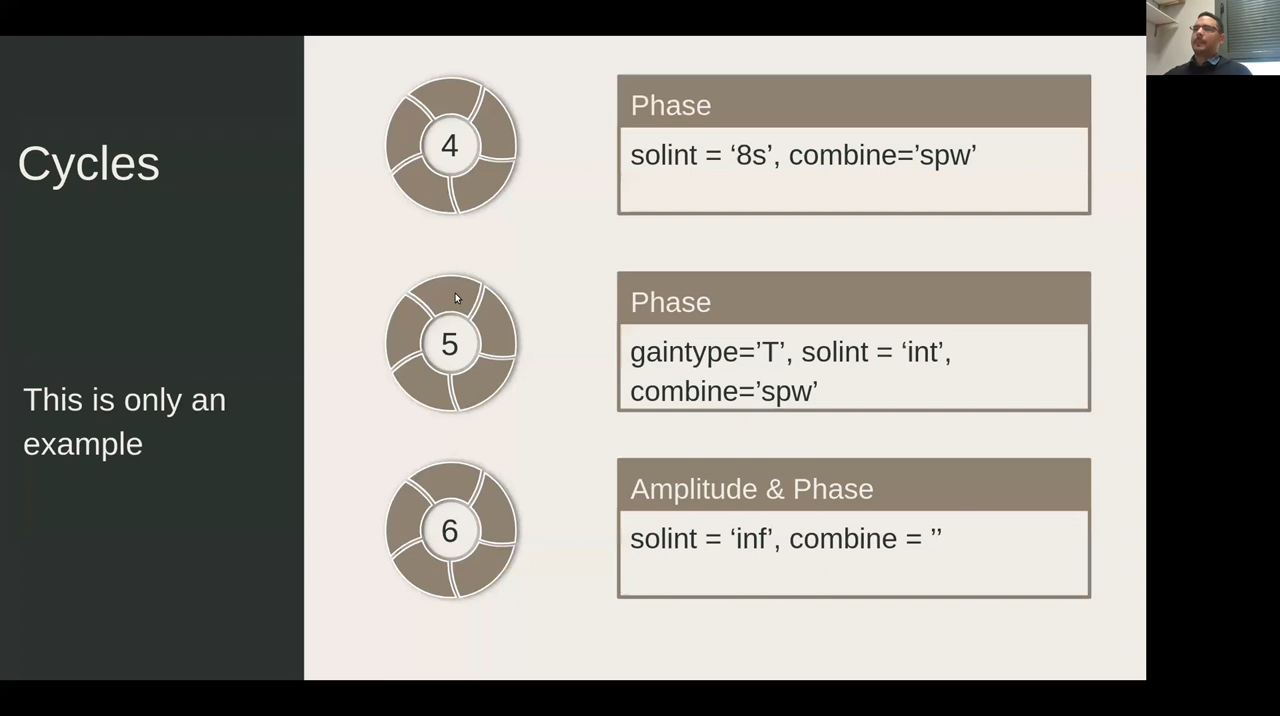 Cycles
This is only an
example
4
Phase
solint = ‘8s’, combine=’spw’
5
Phase
gaintype=’T’, solint = ‘int’,
combine=’spw’
6
Amplitude & Phase
solint = ‘inf’, combine = ’’